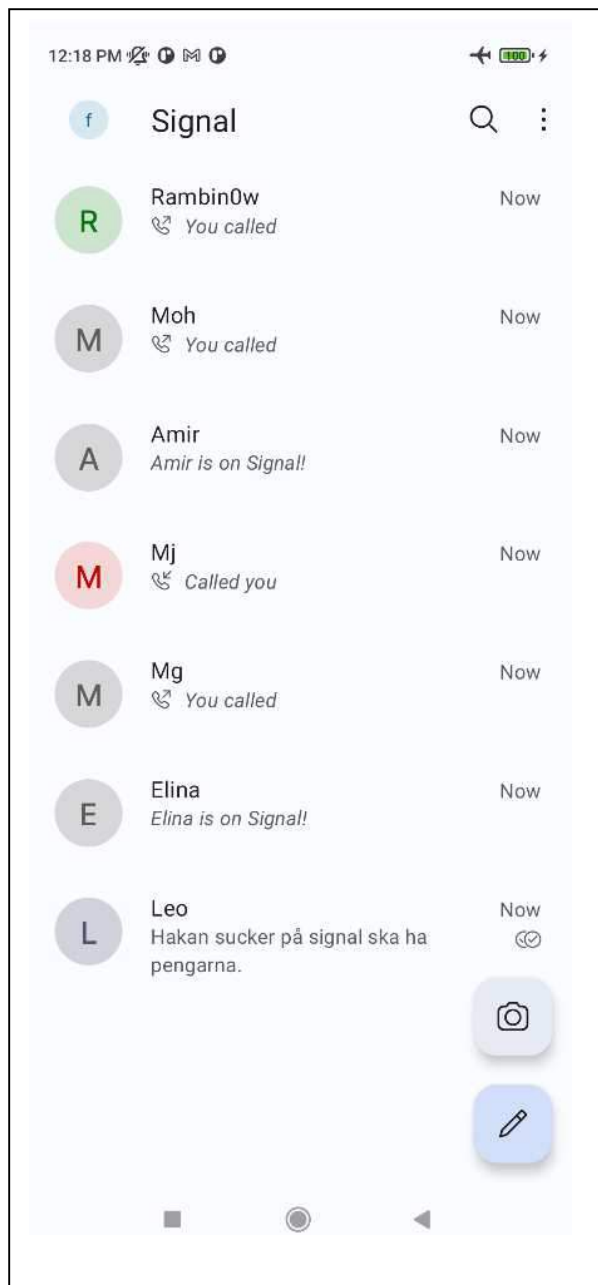 12:18 PM
100
f
Signal
R
Rambin0w
Now
You called
M
Moh
Now
You called
A
Amir
Now
Amir is on Signal!
M
Mj
Now
Called you
M
Mg
Now
You called
E
Elina
Now
Elina is on Signal!
L
Leo
Now
Hakan sucker på signal ska ha
pengarna.